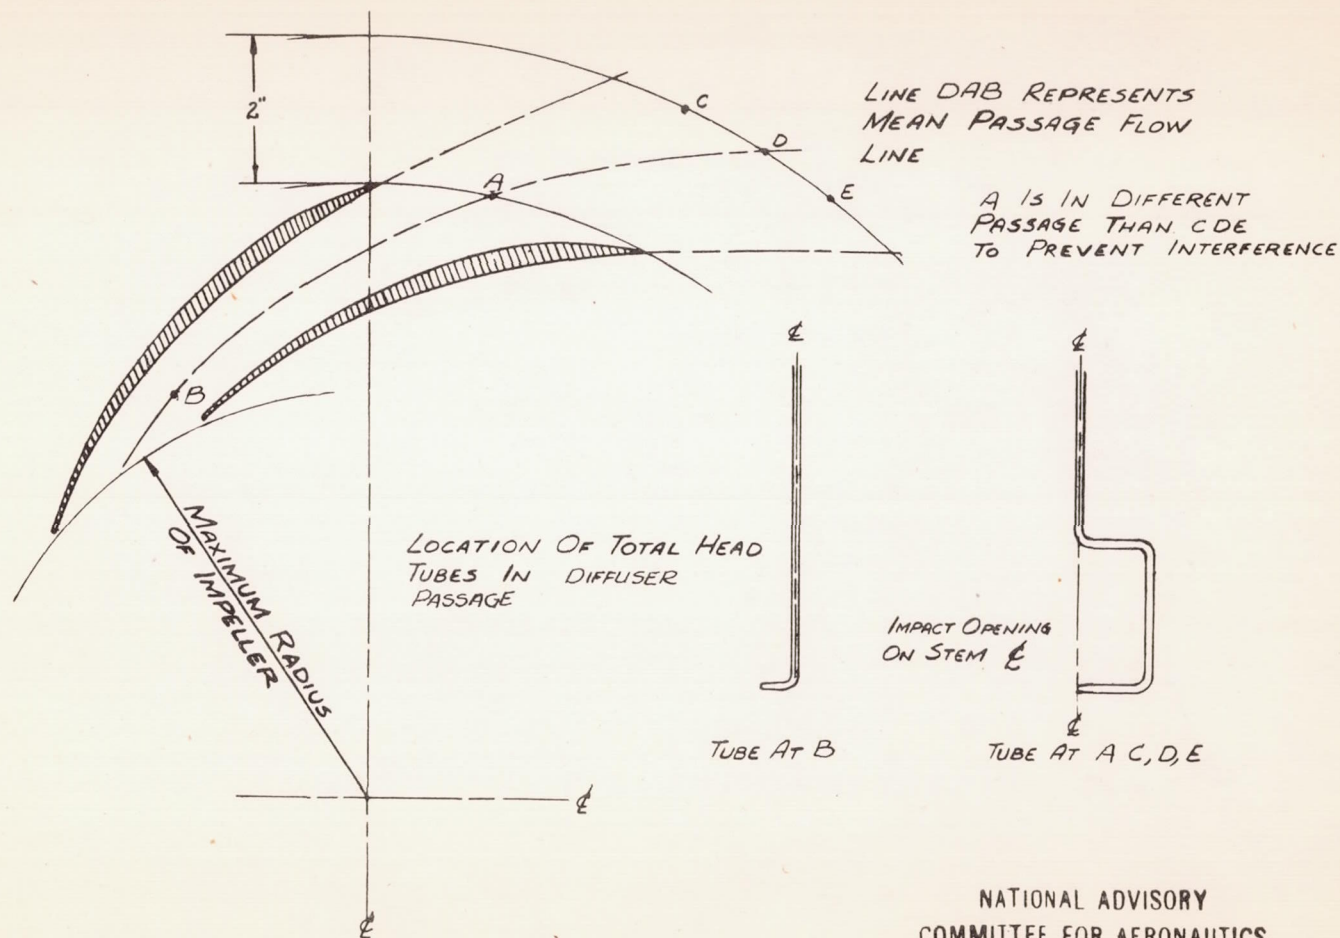 2"
C
LINE DAB REPRESENTS
MEAN PASSAGE FLOW
LINE
D
A
E
A IS IN DIFFERENT
PASSAGE THAN CDE
TO PREVENT INTERFERENCE
B
℄
℄
MAXIMUM RADIUS
OF IMPELLER
LOCATION OF TOTAL HEAD
TUBES IN DIFFUSER
PASSAGE
IMPACT OPENING
ON STEM ℄
℄
TUBE AT B
TUBE AT A C, D, E
℄
℄
NATIONAL ADVISORY
COMMITTEE FOR AERONAUTICS